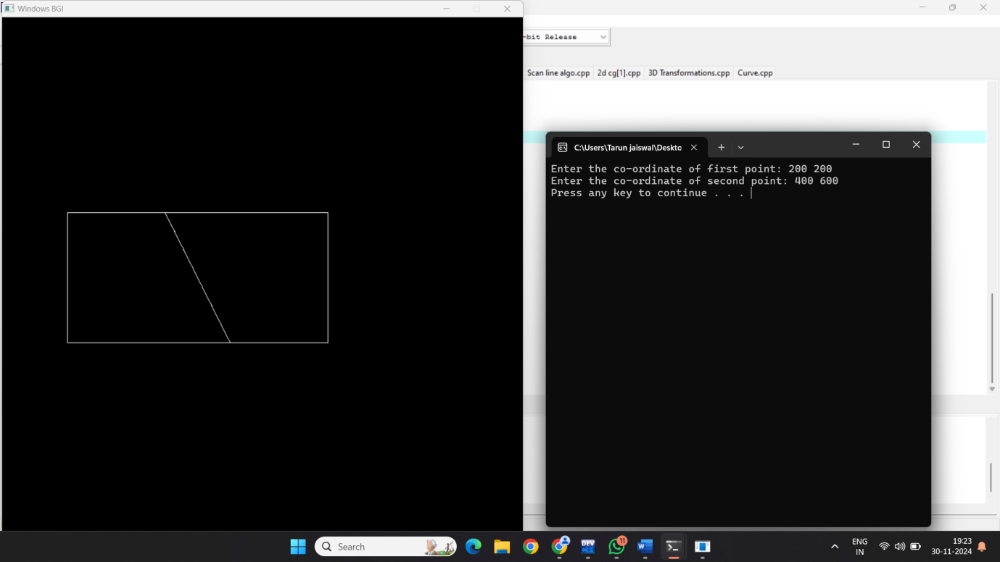 Windows BGI
-bit Release
Scan line algo.cpp 2d cg[1].cpp 3D Transformations.cpp Curve.cpp
C:\Users\Tarun jaiswal\Deskto
Enter the co-ordinate of first point: 200 200
Enter the co-ordinate of second point: 400 600
Press any key to continue . . .
Search
DEV
11
W
ENG
IN
19:23
30-11-2024